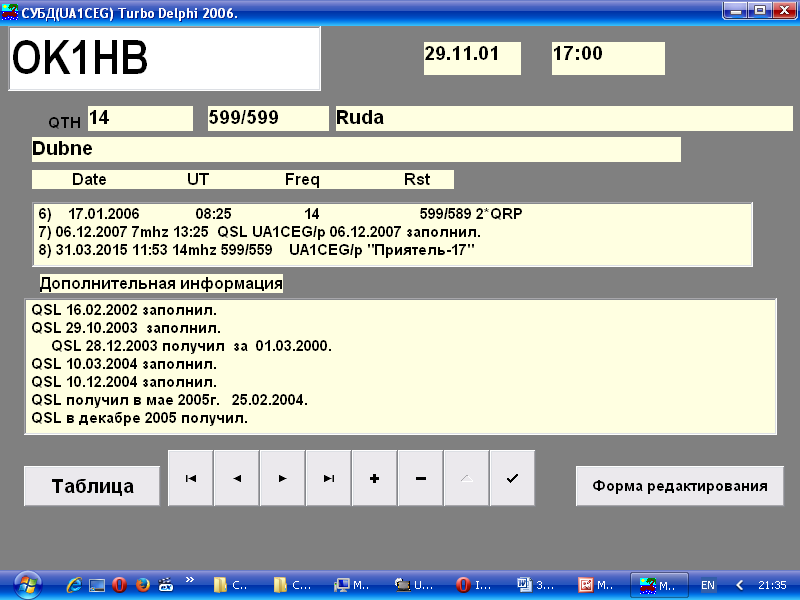 СУБД(UA1CEG) Turbo Delphi 2006.
OK1HB
29.11.01 17:00
QTH 14 599/599 Ruda
Dubne
Date UT Freq Rst
6) 17.01.2006 08:25 14 599/589 2*QRP
7) 06.12.2007 7mhz 13:25 QSL UA1CEG/p 06.12.2007 заполнил.
8) 31.03.2015 11:53 14mhz 599/559 UA1CEG/p "Приятель-17"
Дополнительная информация
QSL 16.02.2002 заполнил.
QSL 29.10.2003 заполнил.
QSL 28.12.2003 получил за 01.03.2000.
QSL 10.03.2004 заполнил.
QSL 10.12.2004 заполнил.
QSL получил в мае 2005г. 25.02.2004.
QSL в декабре 2005 получил.
Таблица Форма редактирования
С... С... М... U... I... З... М... М... EN 21:35